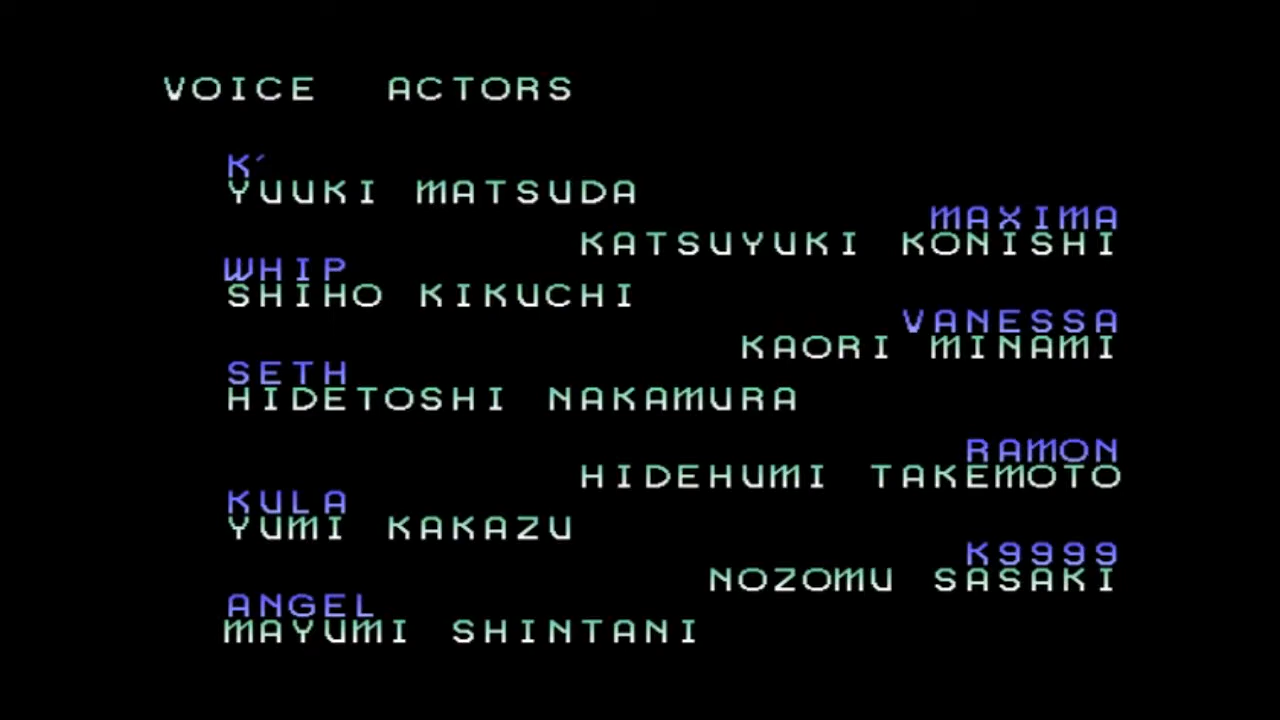 VOICE ACTORS
K´
YUUKI MATSUDA
MAXIMA
KATSUYUKI KONISHI
WHIP
SHIHO KIKUCHI
VANESSA
KAORI MINAMI
SETH
HIDETOSHI NAKAMURA
RAMON
HIDEHUMI TAKEMOTO
KULA
YUMI KAKAZU
K9999
NOZOMU SASAKI
ANGEL
MAYUMI SHINTANI